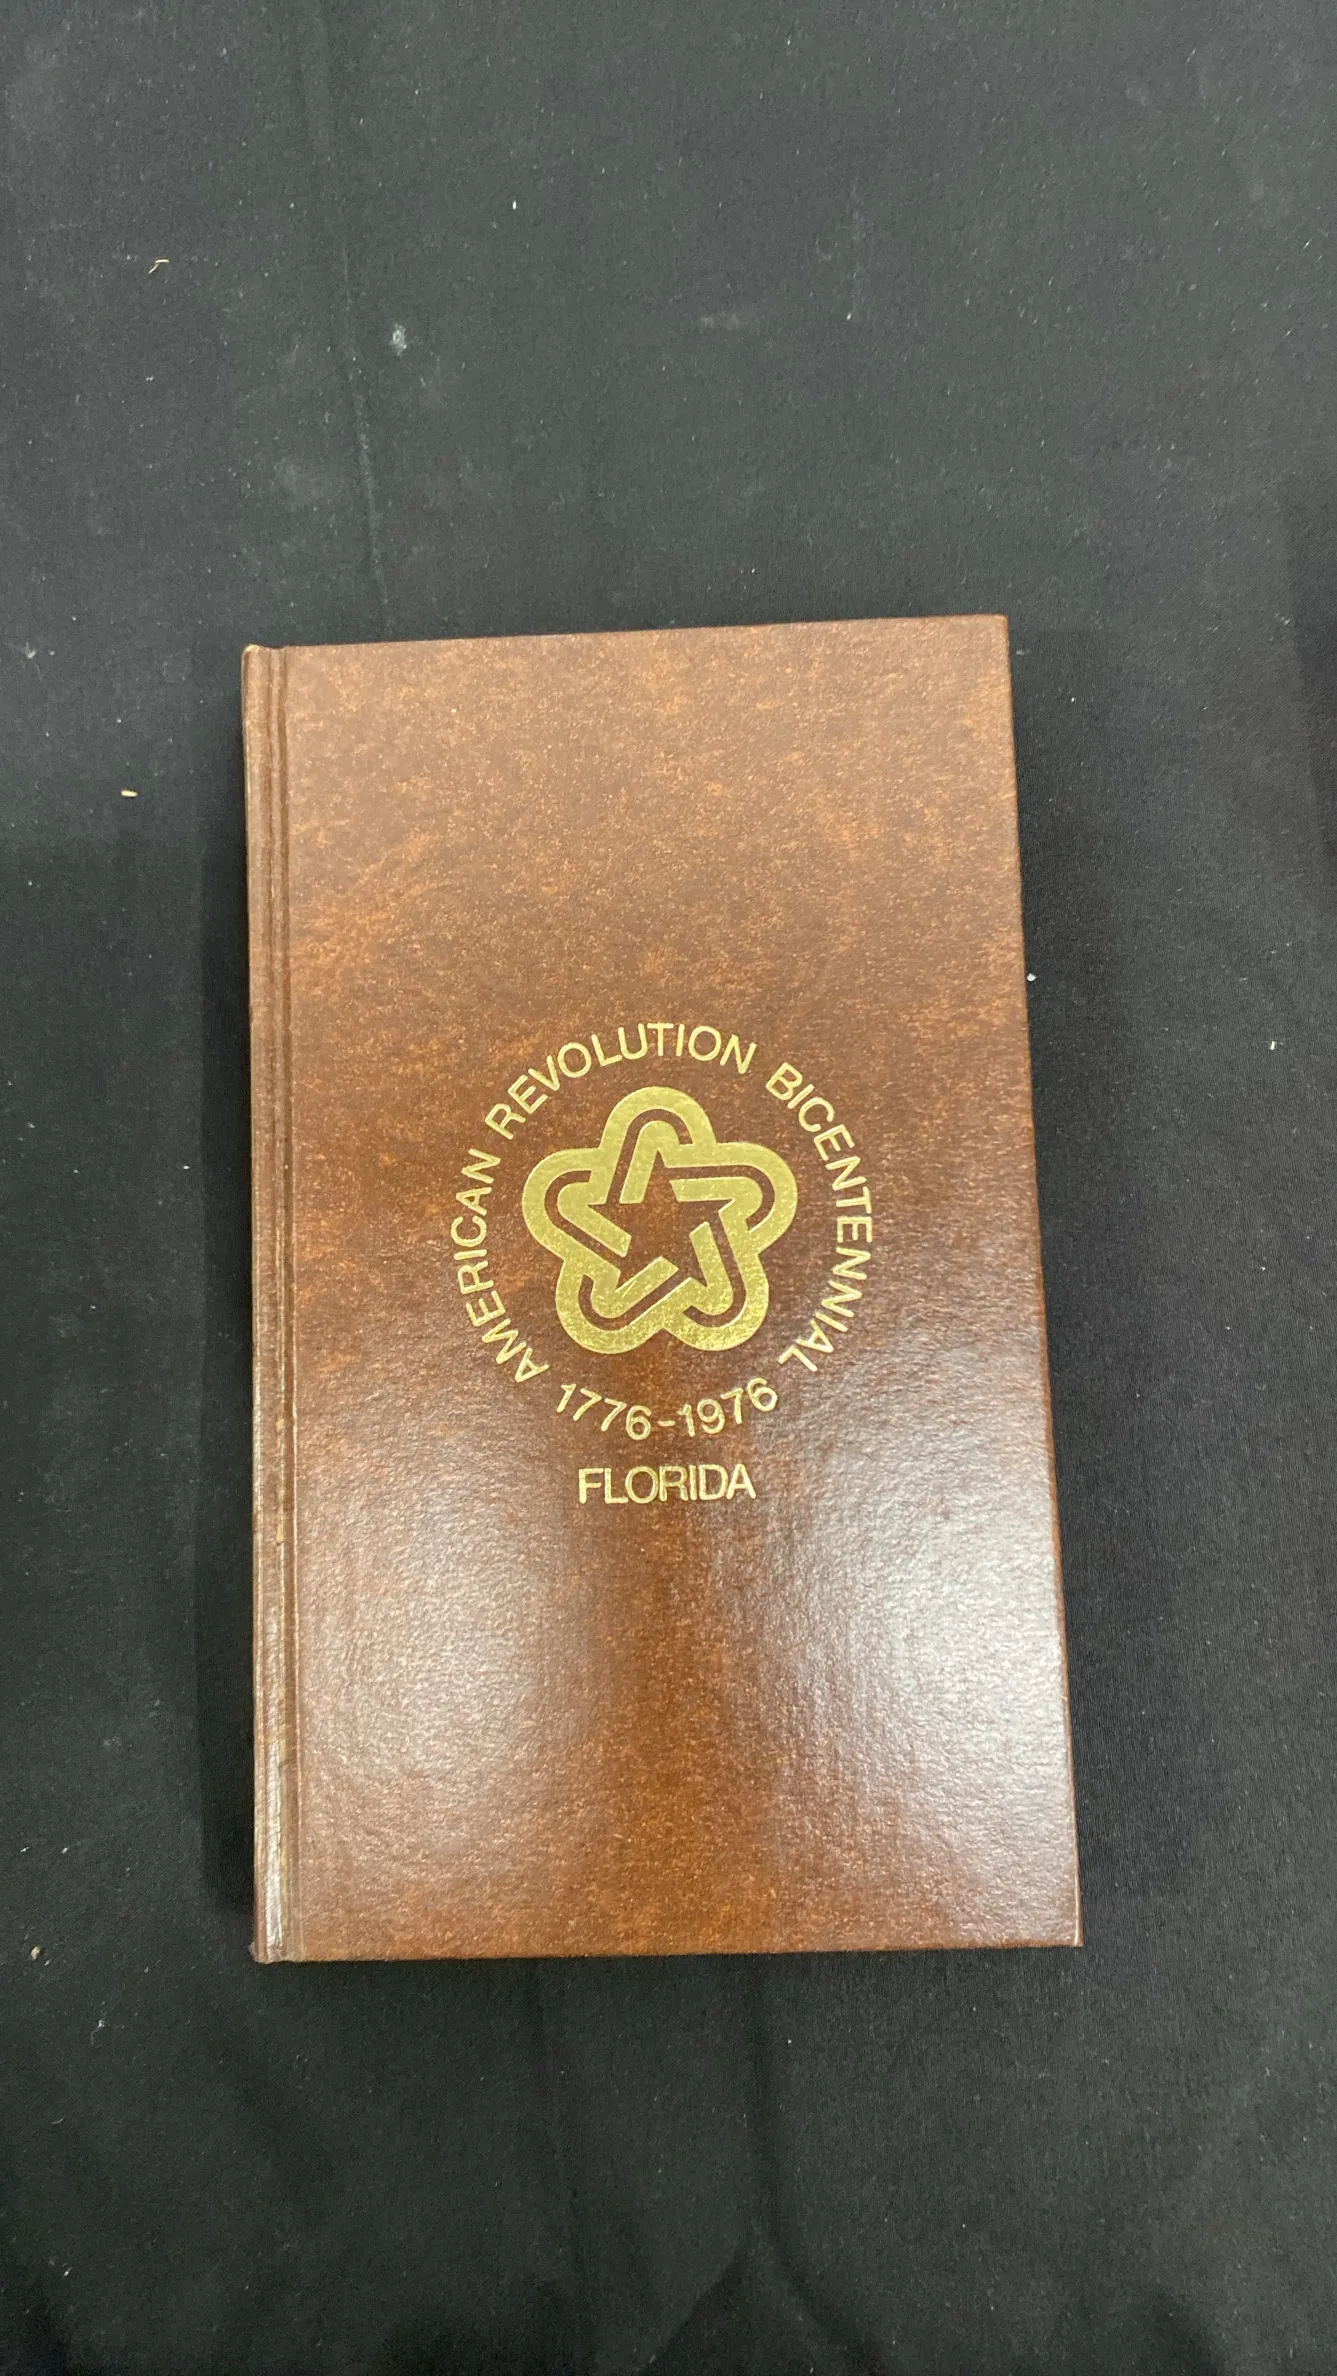 AMERICAN REVOLUTION BICENTENNIAL
1776-1976
FLORIDA